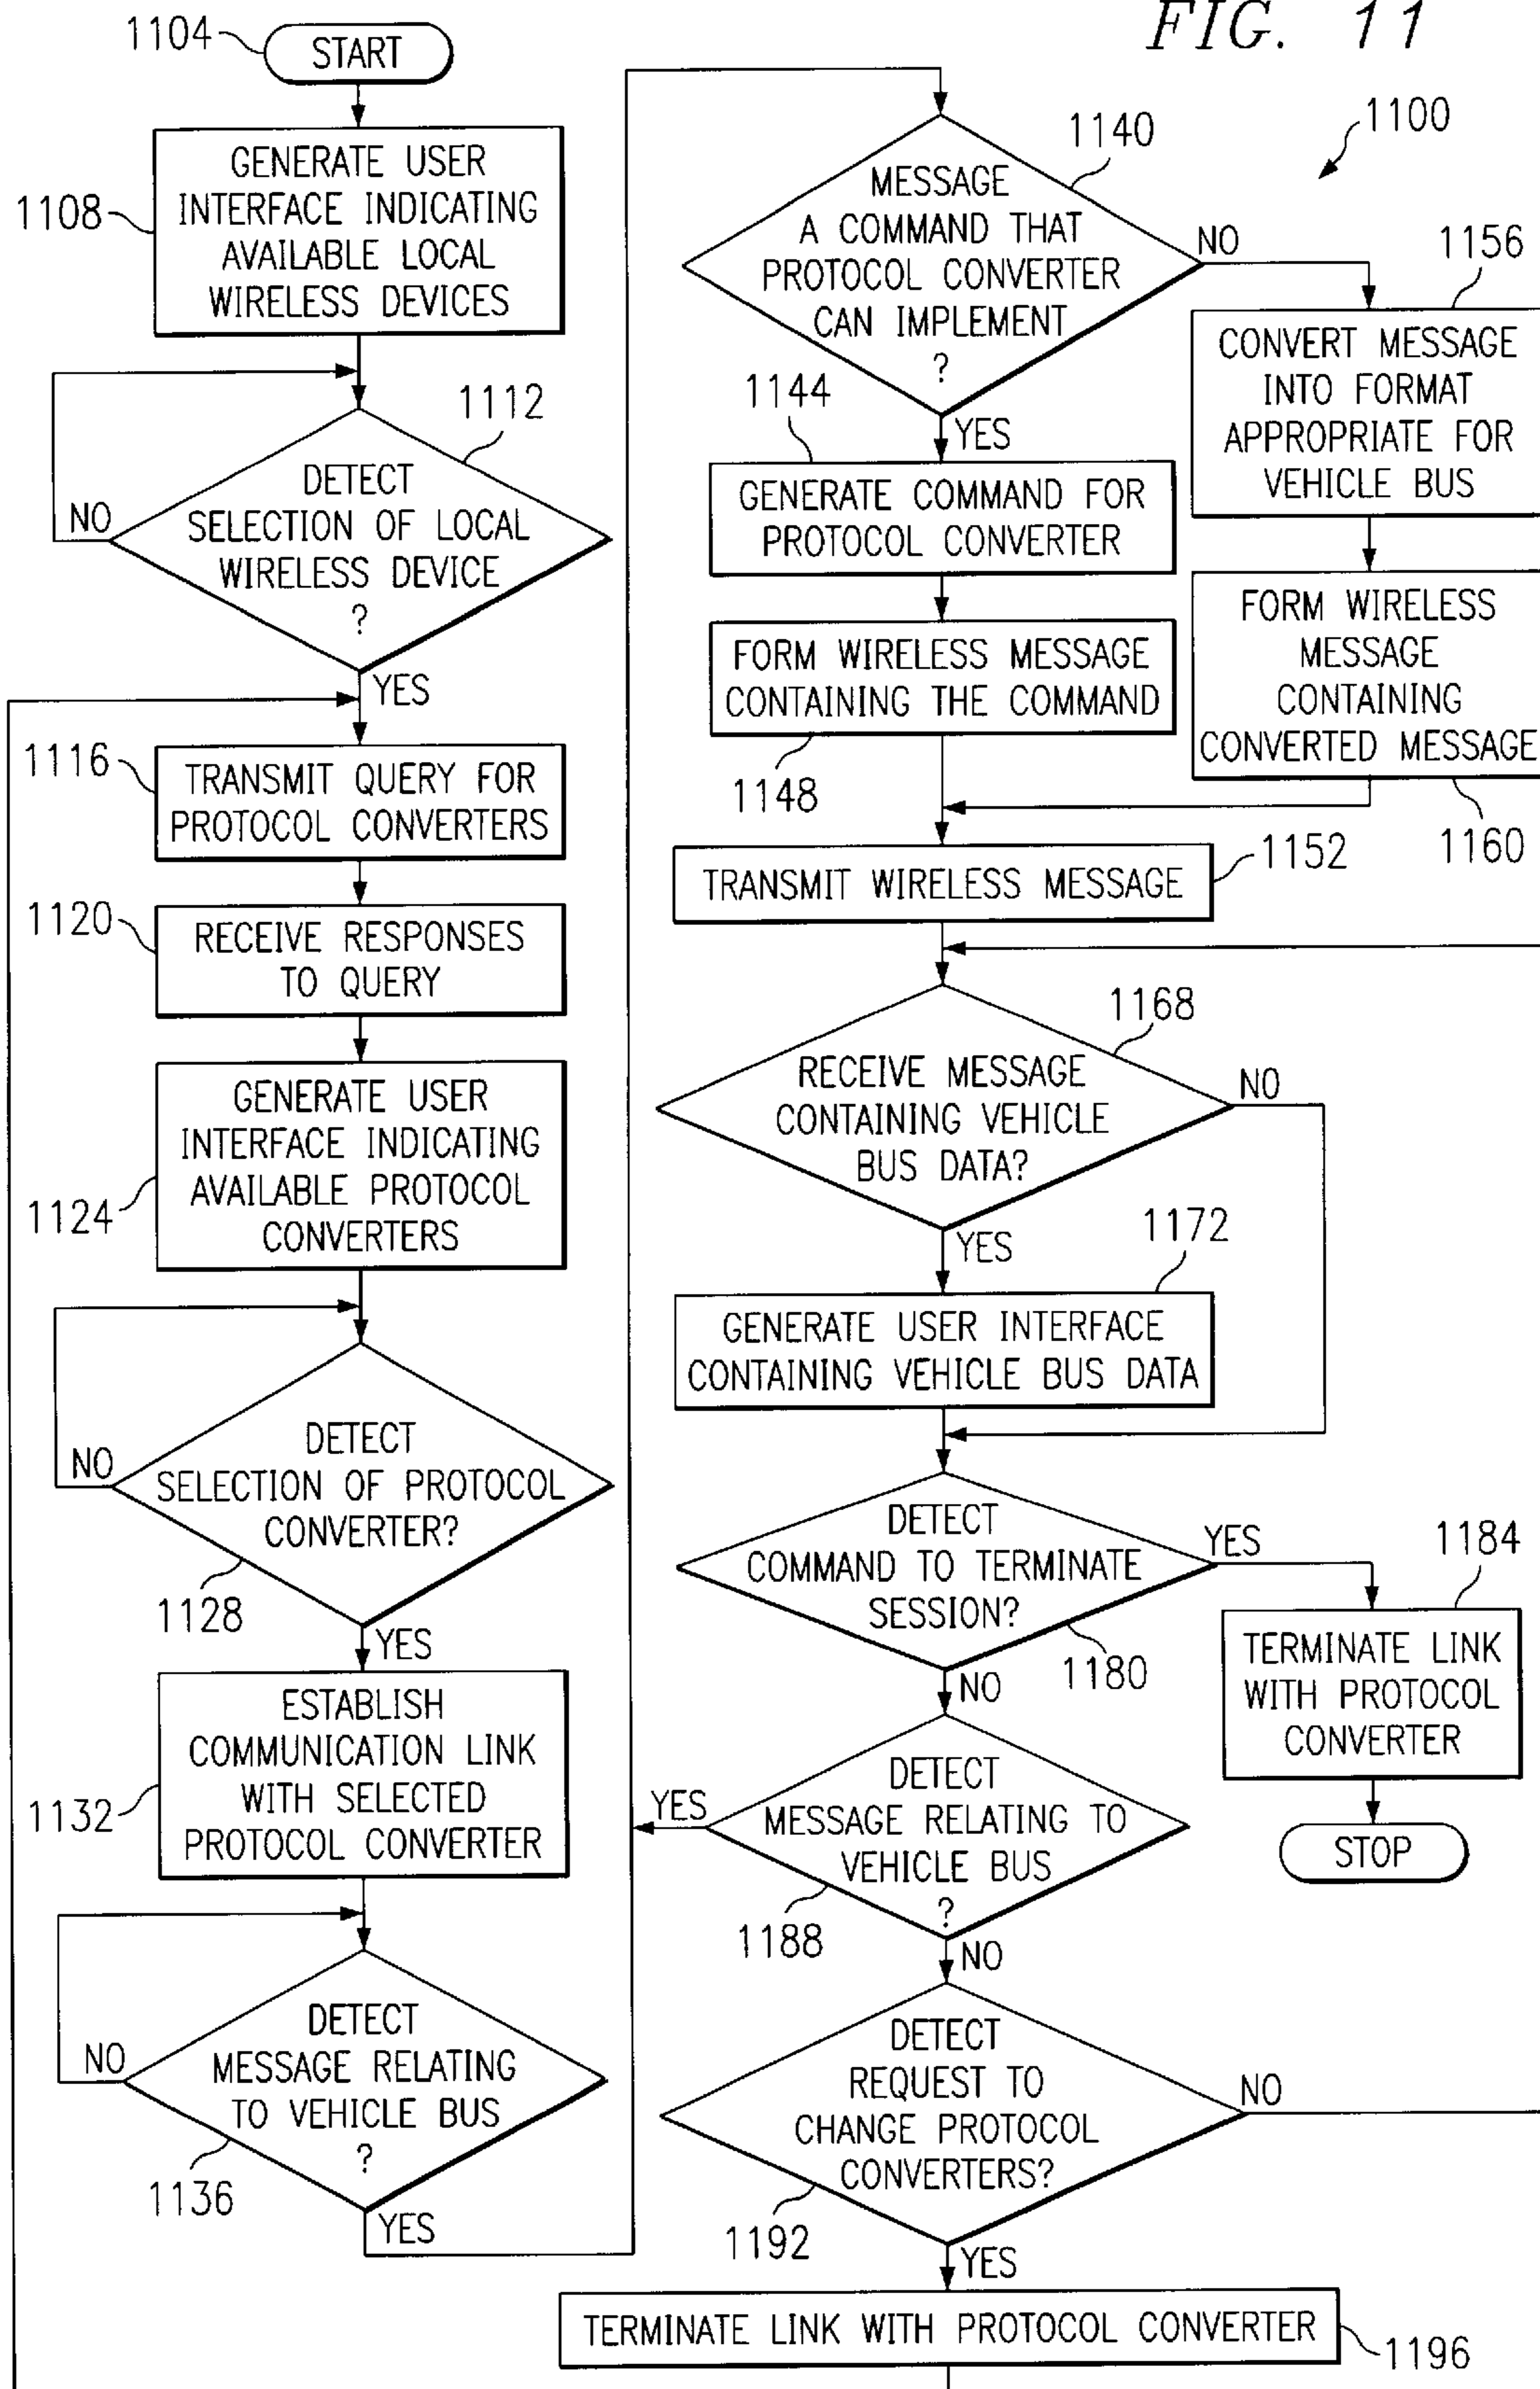 FIG. 11
1100
1104
START
1108
GENERATE USER
INTERFACE INDICATING
AVAILABLE LOCAL
WIRELESS DEVICES
1112
DETECT
SELECTION OF LOCAL
WIRELESS DEVICE
?
NO
YES
1116
TRANSMIT QUERY FOR
PROTOCOL CONVERTERS
1120
RECEIVE RESPONSES
TO QUERY
1124
GENERATE USER
INTERFACE INDICATING
AVAILABLE PROTOCOL
CONVERTERS
DETECT
SELECTION OF PROTOCOL
CONVERTER?
NO
1128
YES
1132
ESTABLISH
COMMUNICATION LINK
WITH SELECTED
PROTOCOL CONVERTER
DETECT
MESSAGE RELATING
TO VEHICLE BUS
?
NO
1136
YES
1140
MESSAGE
A COMMAND THAT
PROTOCOL CONVERTER
CAN IMPLEMENT
?
NO
YES
1144
GENERATE COMMAND FOR
PROTOCOL CONVERTER
FORM WIRELESS MESSAGE
CONTAINING THE COMMAND
1148
1156
CONVERT MESSAGE
INTO FORMAT
APPROPRIATE FOR
VEHICLE BUS
FORM WIRELESS
MESSAGE
CONTAINING
CONVERTED MESSAGE
1160
TRANSMIT WIRELESS MESSAGE
1152
1168
RECEIVE MESSAGE
CONTAINING VEHICLE
BUS DATA?
NO
YES
1172
GENERATE USER INTERFACE
CONTAINING VEHICLE BUS DATA
DETECT
COMMAND TO TERMINATE
SESSION?
YES
1180
NO
1184
TERMINATE LINK
WITH PROTOCOL
CONVERTER
STOP
DETECT
MESSAGE RELATING TO
VEHICLE BUS
?
YES
1188
NO
DETECT
REQUEST TO
CHANGE PROTOCOL
CONVERTERS?
NO
1192
YES
TERMINATE LINK WITH PROTOCOL CONVERTER
1196